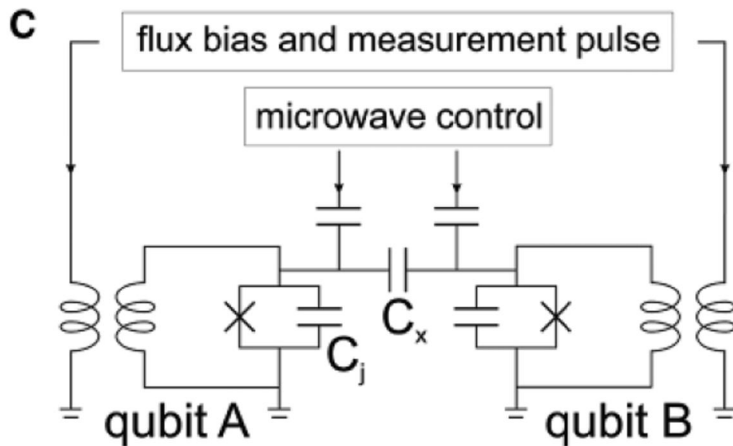 C
flux bias and measurement pulse
microwave control
Cₓ
Cⱼ
qubit A
qubit B